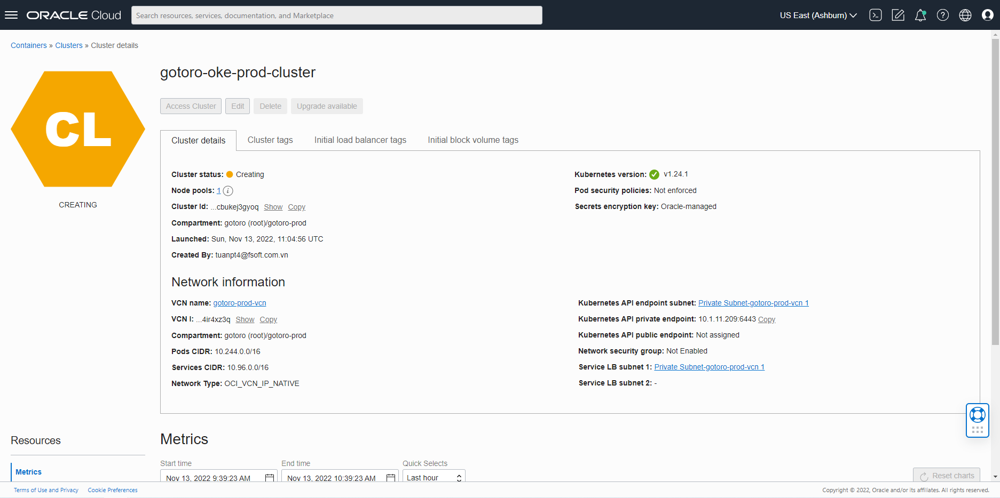 ORACLE Cloud
Search resources, services, documentation, and Marketplace
US East (Ashburn)
Containers » Clusters » Cluster details
CL
CREATING
gotoro-oke-prod-cluster
Access Cluster Edit Delete Upgrade available
Cluster details Cluster tags Initial load balancer tags Initial block volume tags
Cluster status: Creating
Node pools: 1
Cluster Id: ...cbukej3gyoq Show Copy
Compartment: gotoro (root)/gotoro-prod
Launched: Sun, Nov 13, 2022, 11:04:56 UTC
Created By: tuanpt4@fsoft.com.vn
Kubernetes version: v1.24.1
Pod security policies: Not enforced
Secrets encryption key: Oracle-managed
Network information
VCN name: gotoro-prod-vcn
VCN I: ...4ir4xz3q Show Copy
Compartment: gotoro (root)/gotoro-prod
Pods CIDR: 10.244.0.0/16
Services CIDR: 10.96.0.0/16
Network Type: OCI_VCN_IP_NATIVE
Kubernetes API endpoint subnet: Private Subnet-gotoro-prod-vcn 1
Kubernetes API private endpoint: 10.1.11.209:6443 Copy
Kubernetes API public endpoint: Not assigned
Network security group: Not Enabled
Service LB subnet 1: Private Subnet-gotoro-prod-vcn 1
Service LB subnet 2: -
Resources
Metrics
Metrics
Start time End time Quick Selects
Nov 13, 2022 9:39:23 AM Nov 13, 2022 10:39:23 AM Last hour
Reset charts
Terms of Use and Privacy Cookie Preferences
Copyright © 2022, Oracle and/or its affiliates. All rights reserved.